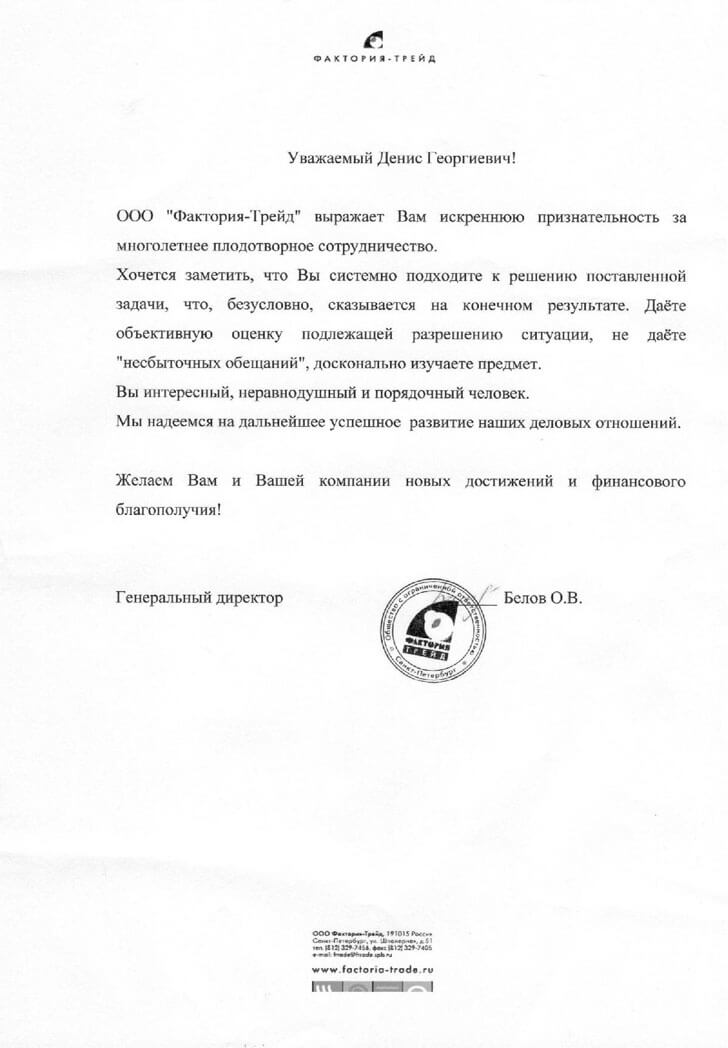 ФАКТОРИЯ-ТРЕЙД
Уважаемый Денис Георгиевич!
ООО "Фактория-Трейд" выражает Вам искреннюю признательность за
многолетнее плодотворное сотрудничество.
Хочется заметить, что Вы системно подходите к решению поставленной
задачи, что, безусловно, сказывается на конечном результате. Даёте
объективную оценку подлежащей разрешению ситуации, не даёте
"несбыточных обещаний", досконально изучаете предмет.
Вы интересный, неравнодушный и порядочный человек.
Мы надеемся на дальнейшее успешное развитие наших деловых отношений.
Желаем Вам и Вашей компании новых достижений и финансового
благополучия!
Генеральный директор
Белов О.В.
Общество с ограниченной ответственностью
ФАКТОРИЯ
ТРЕЙД
Санкт-Петербург
ООО Фактория-Трейд, 191015 Россия
Санкт-Петербург, ул. Шпалерная, д.51
тел. (812) 329-7456, факс (812) 329-7405
e-mail:
www.factoria-trade.ru